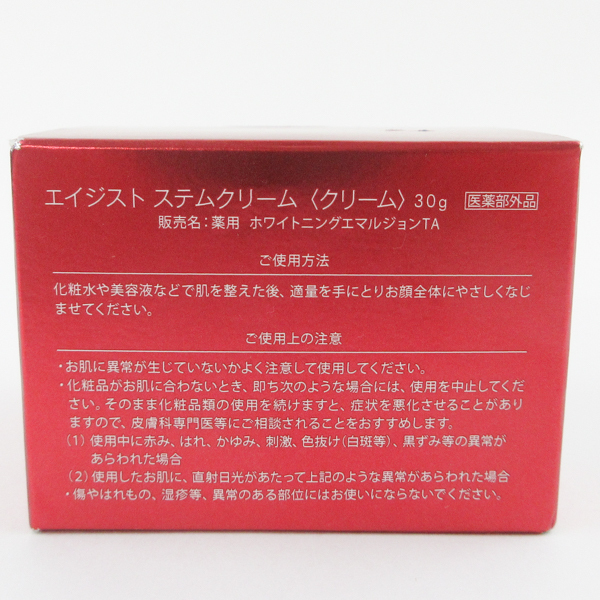 エイジスト ステムクリーム〈クリーム〉30g 医薬部外品
販売名：薬用 ホワイトニングエマルジョンTA
ご使用方法
化粧水や美容液などで肌を整えた後、適量を手にとりお顔全体にやさしくなじ
ませてください。
ご使用上の注意
・お肌に異常が生じていないかよく注意して使用してください。
・化粧品がお肌に合わないとき、即ち次のような場合には、使用を中止してくだ
さい。そのまま化粧品類の使用を続けますと、症状を悪化させることがあり
ますので、皮膚科専門医等にご相談されることをおすすめします。
（1）使用中に赤み、はれ、かゆみ、刺激、色抜け(白斑等)、黒ずみ等の異常が
あらわれた場合
（2）使用したお肌に、直射日光があたって上記のような異常があらわれた場合
・傷やはれもの、湿疹等、異常のある部位にはお使いにならないでください。